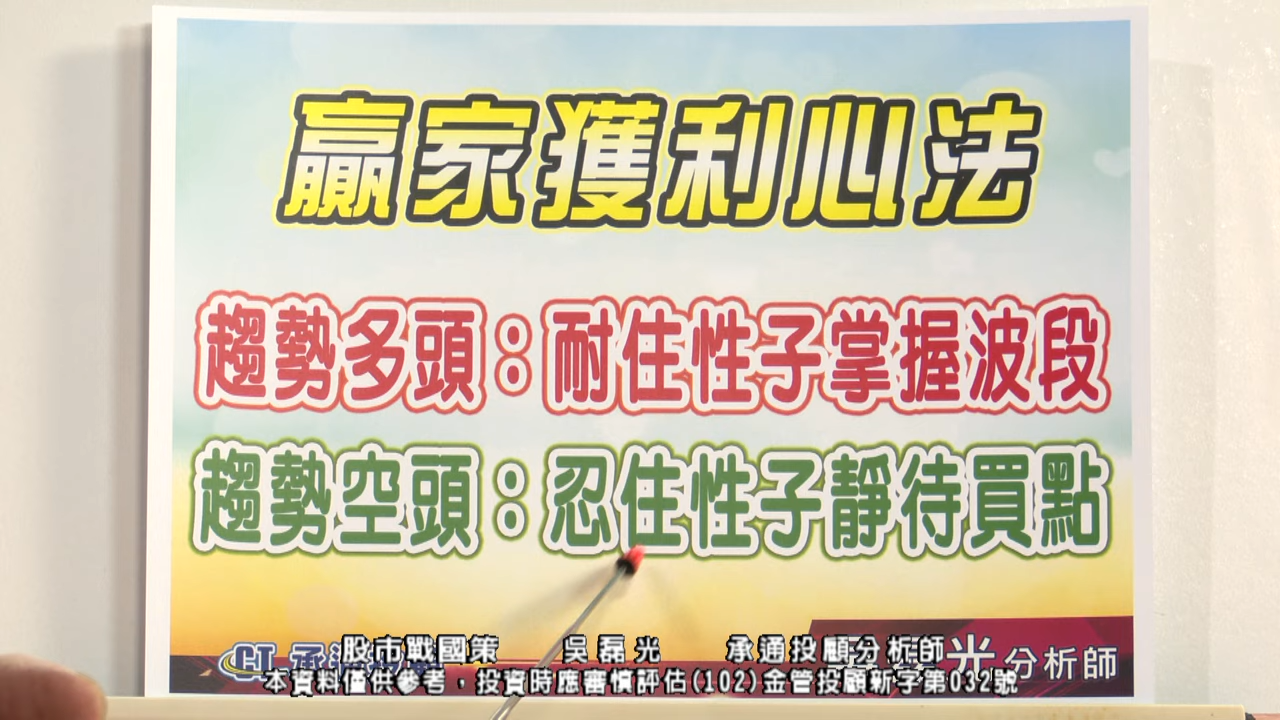 贏家獲利心法
趨勢多頭：耐住性子掌握波段
趨勢空頭：忍住性子靜待買點
股市戰國策 吳磊光 承通投顧分析師
光分析師
本資料僅供參考，投資時應審慎評估(102)金管投顧新字第032號